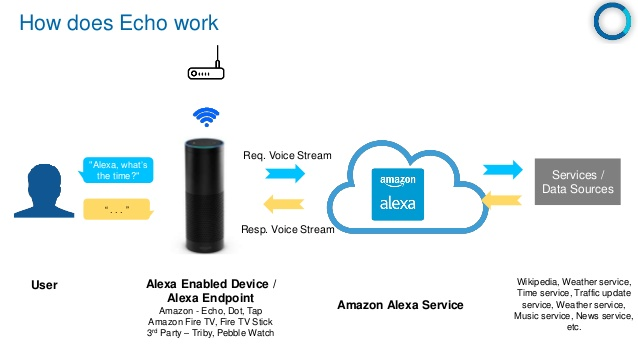 How does Echo work
"Alexa, what's
the time?"
". . . "
Req. Voice Stream
Resp. Voice Stream
amazon
alexa
Services /
Data Sources
User
Alexa Enabled Device /
Alexa Endpoint
Amazon - Echo, Dot, Tap
Amazon Fire TV, Fire TV Stick
3rd Party – Triby, Pebble Watch
Amazon Alexa Service
Wikipedia, Weather service,
Time service, Traffic update
service, Weather service,
Music service, News service,
etc.